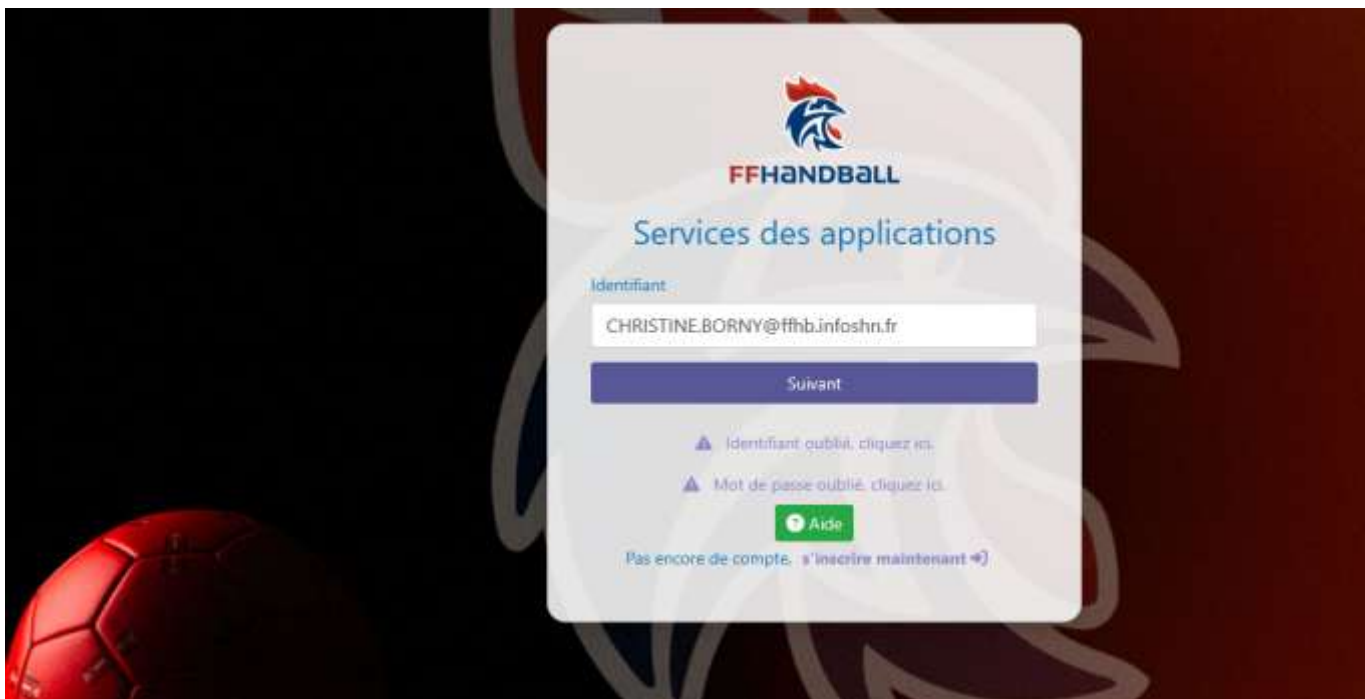 FFHANDBALL
Services des applications
Identifiant
CHRISTINE.BORNY@ffhb.infoshn.fr
Suivant
Identifiant oublié, cliquez ici.
Mot de passe oublié, cliquez ici.
Aide
Pas encore de compte, s'inscrire maintenant